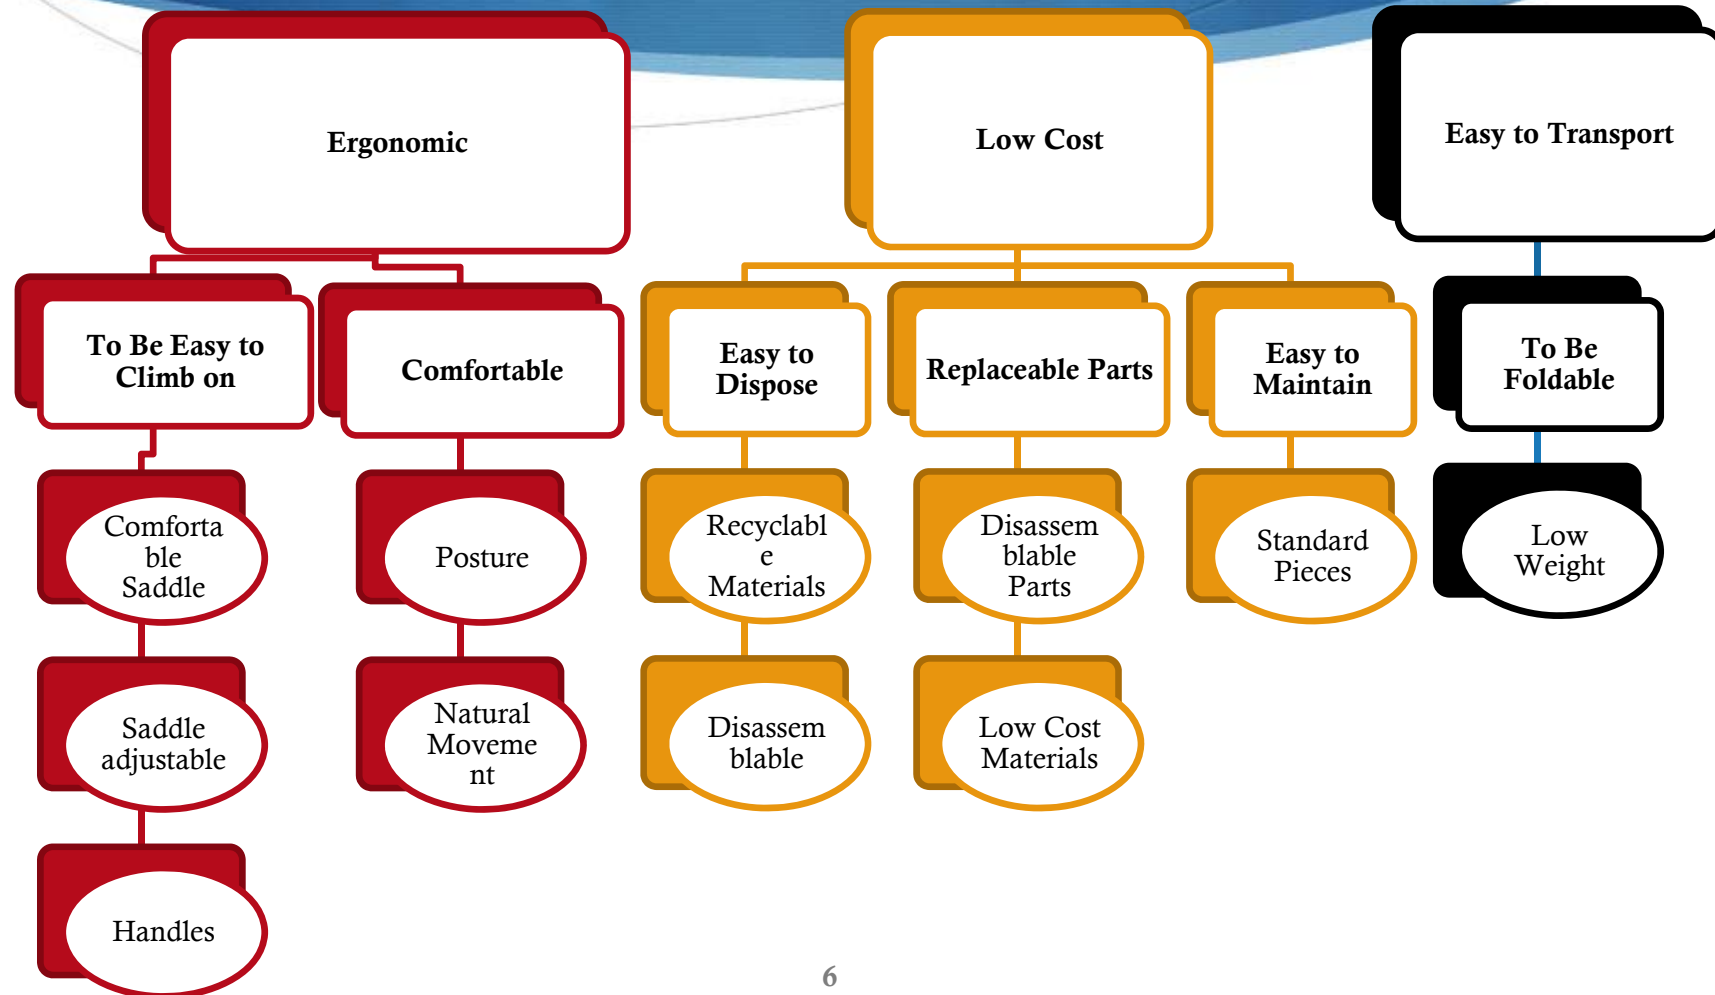 Ergonomic
Low Cost
Easy to Transport
To Be Easy to
Climb on
Comfortable
Easy to
Dispose
Replaceable Parts
Easy to
Maintain
To Be
Foldable
Comforta
ble
Saddle
Posture
Recyclabl
e
Materials
Disassem
blable
Parts
Standard
Pieces
Low
Weight
Saddle
adjustable
Natural
Moveme
nt
Disassem
blable
Low Cost
Materials
Handles
6